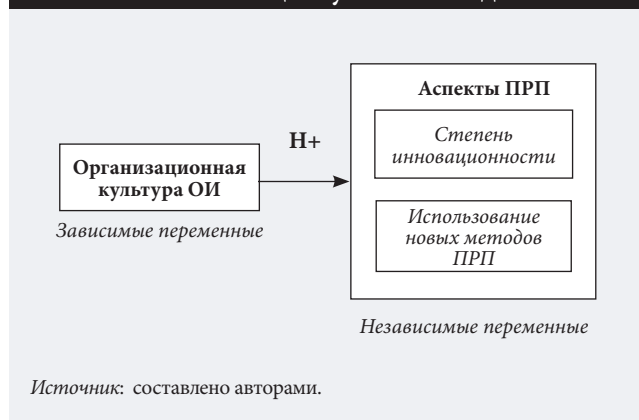 Аспекты ПРП
Степень
инновационности
H+
Организационная
культура ОИ
Зависимые переменные
Использование
новых методов
ПРП
Независимые переменные
Источник: составлено авторами.